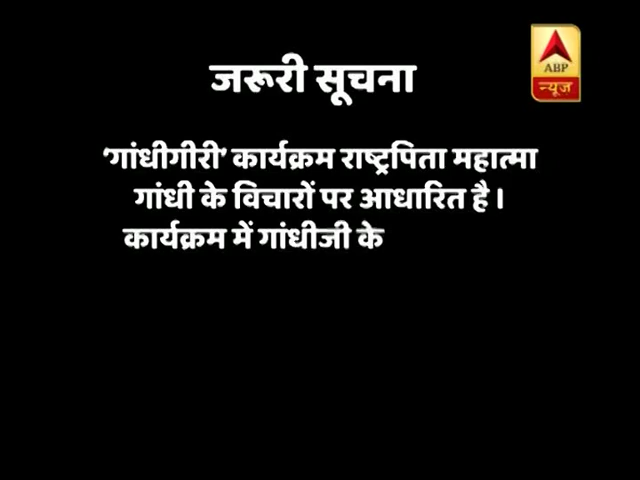 जरूरी सूचना
ABP
न्यूज़
‘गांधीगीरी’ कार्यक्रम राष्ट्रपिता महात्मा
गांधी के विचारों पर आधारित है।
कार्यक्रम में गांधीजी के